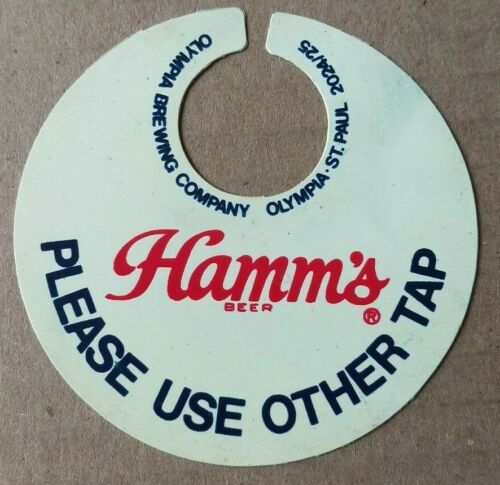 OLYMPIA BREWING COMPANY OLYMPIA • ST. PAUL 2024/25
Hamm's
BEER ®
PLEASE USE OTHER TAP